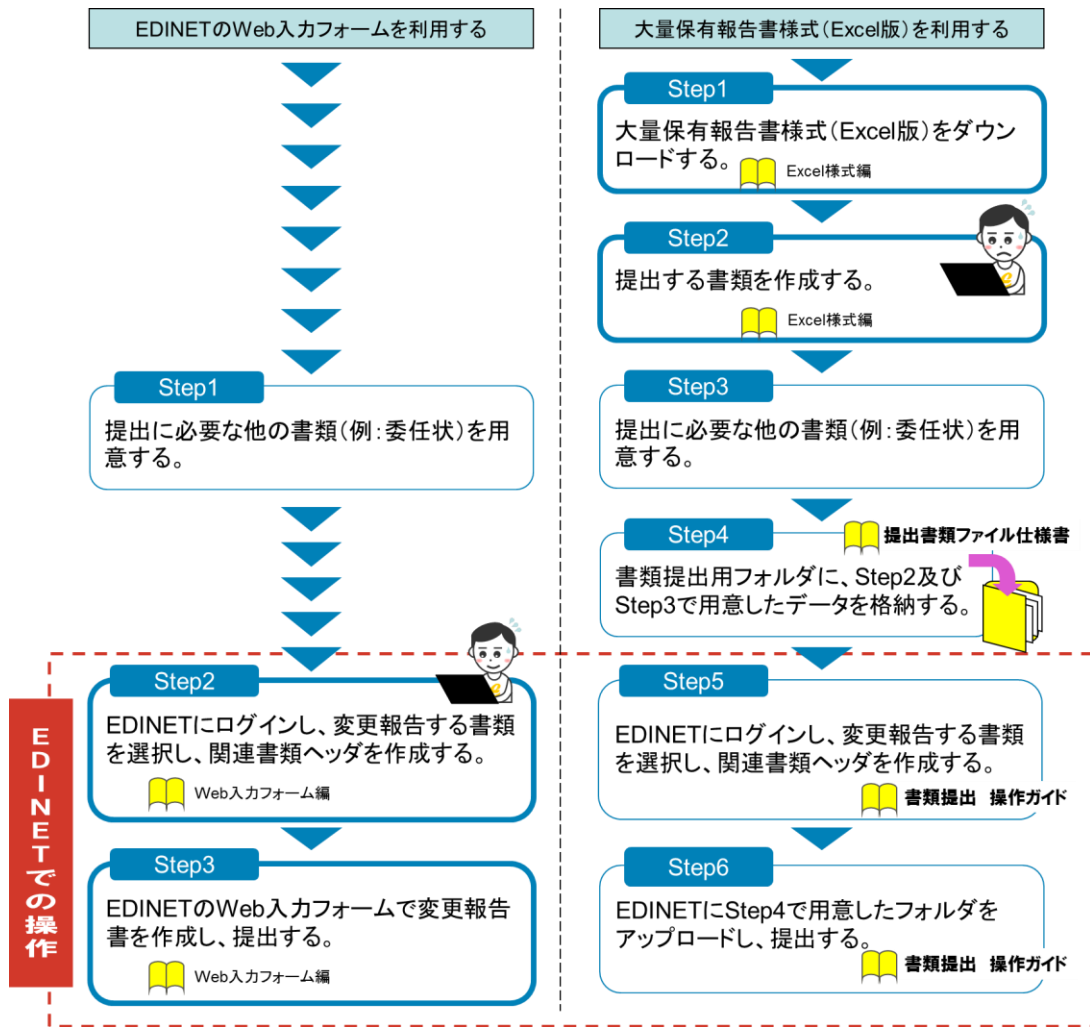 EDINETのWeb入力フォームを利用する
Step1
提出に必要な他の書類（例：委任状）を用
意する。
Step2
EDINETにログインし、変更報告する書類
を選択し、関連書類ヘッダを作成する。
Web入力フォーム編
Step3
EDINETのWeb入力フォームで変更報告
書を作成し、提出する。
Web入力フォーム編
大量保有報告書様式（Excel版）を利用する
Step1
大量保有報告書様式（Excel版）をダウン
ロードする。
Excel様式編
Step2
提出する書類を作成する。
Excel様式編
Step3
提出に必要な他の書類（例：委任状）を用
意する。
Step4
提出書類ファイル仕様書
書類提出用フォルダに、Step2及び
Step3で用意したデータを格納する。
Step5
EDINETにログインし、変更報告する書類
を選択し、関連書類ヘッダを作成する。
書類提出 操作ガイド
Step6
EDINETにStep4で用意したフォルダを
アップロードし、提出する。
書類提出 操作ガイド
EDINETでの操作